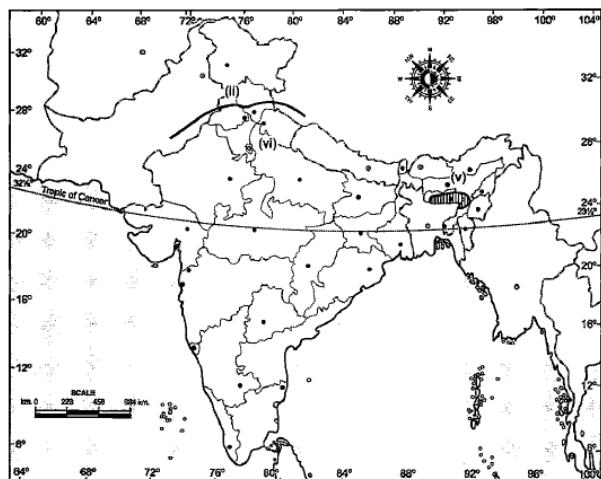 60° 64° 68° 72° 76° 80° 84° 88° 92° 96° 100° 104°
32° 32°
N
W E
S
(ii)
28° 28°
(vi)
(v)
24° 24°
Tropic of Cancer
23½°
20° 20°
16° 16°
12° 12°
SCALE
km. 0 228 456 684 km.
8° 8°
64° 68° 72° 76° 80° 84° 88° 92° 96° 100°